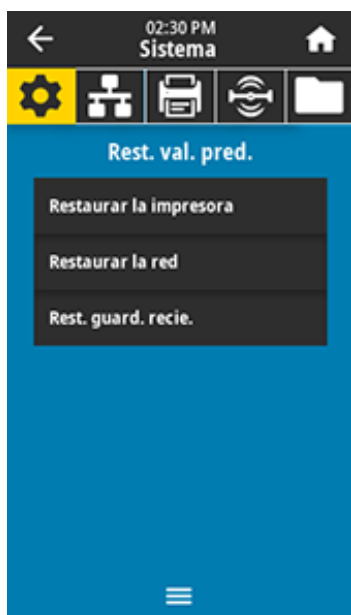 02:30 PM
Sistema
Rest. val. pred.
Restaurar la impresora
Restaurar la red
Rest. guard. recie.